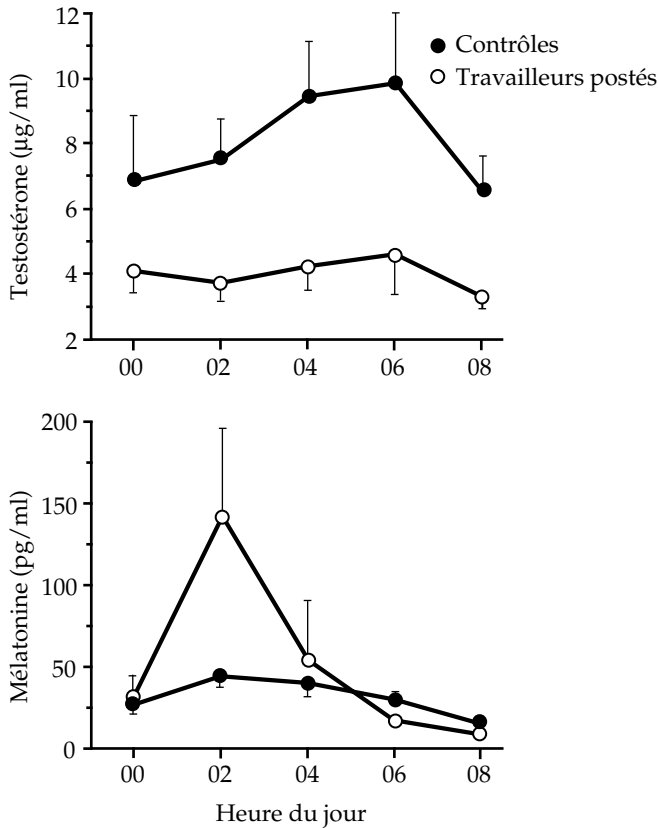 12
Contrôles
Travailleurs postés
10
8
6
4
2
Testostérone (µg/ml)
00 02 04 06 08
200
150
100
50
0
Mélatonine (pg/ml)
00 02 04 06 08
Heure du jour